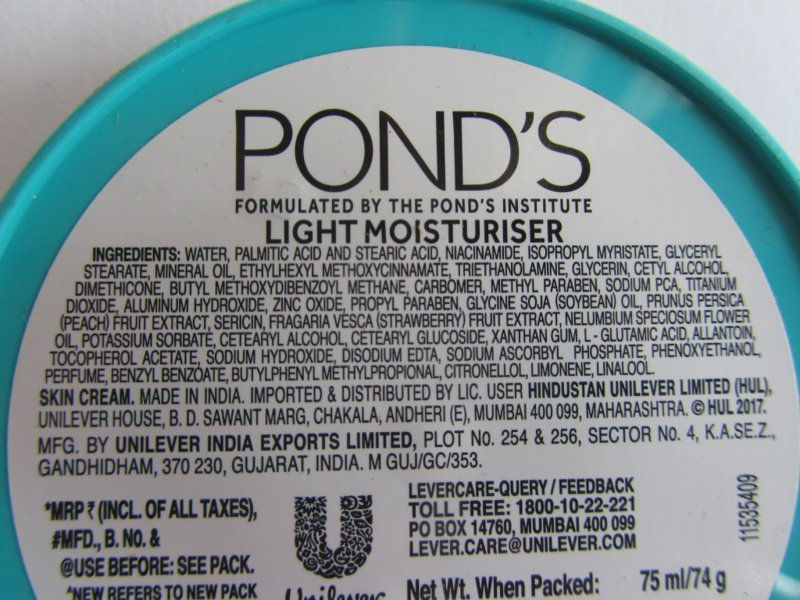 POND'S
FORMULATED BY THE POND'S INSTITUTE
LIGHT MOISTURISER
INGREDIENTS: WATER, PALMITIC ACID AND STEARIC ACID, NIACINAMIDE, ISOPROPYL MYRISTATE, GLYCERYL
STEARATE, MINERAL OIL, ETHYLHEXYL METHOXYCINNAMATE, TRIETHANOLAMINE, GLYCERIN, CETYL ALCOHOL,
DIMETHICONE, BUTYL METHOXYDIBENZOYL METHANE, CARBOMER, METHYL PARABEN, SODIUM PCA, TITANIUM
DIOXIDE, ALUMINUM HYDROXIDE, ZINC OXIDE, PROPYL PARABEN, GLYCINE SOJA (SOYBEAN) OIL, PRUNUS PERSICA
(PEACH) FRUIT EXTRACT, SERICIN, FRAGARIA VESCA (STRAWBERRY) FRUIT EXTRACT, NELUMBIUM SPECIOSUM FLOWER
OIL, POTASSIUM SORBATE, CETEARYL ALCOHOL, CETEARYL GLUCOSIDE, XANTHAN GUM, L - GLUTAMIC ACID, ALLANTOIN,
TOCOPHEROL ACETATE, SODIUM HYDROXIDE, DISODIUM EDTA, SODIUM ASCORBYL PHOSPHATE, PHENOXYETHANOL,
PERFUME, BENZYL BENZOATE, BUTYLPHENYL METHYLPROPIONAL, CITRONELLOL, LIMONENE, LINALOOL.
SKIN CREAM. MADE IN INDIA. IMPORTED & DISTRIBUTED BY LIC. USER HINDUSTAN UNILEVER LIMITED (HUL),
UNILEVER HOUSE, B. D. SAWANT MARG, CHAKALA, ANDHERI (E), MUMBAI 400 099, MAHARASHTRA. © HUL 2017.
MFG. BY UNILEVER INDIA EXPORTS LIMITED, PLOT No. 254 & 256, SECTOR No. 4, K.A.SE.Z.,
GANDHIDHAM, 370 230, GUJARAT, INDIA. M GUJ/GC/353.
*MRP ₹ (INCL. OF ALL TAXES),
#MFD., B. NO. &
@USE BEFORE: SEE PACK.
^NEW REFERS TO NEW PACK
Unilever
LEVERCARE-QUERY / FEEDBACK
TOLL FREE: 1800-10-22-221
PO BOX 14760, MUMBAI 400 099
LEVER.CARE@UNILEVER.COM
Net Wt. When Packed: 75 ml/74 g
11535409